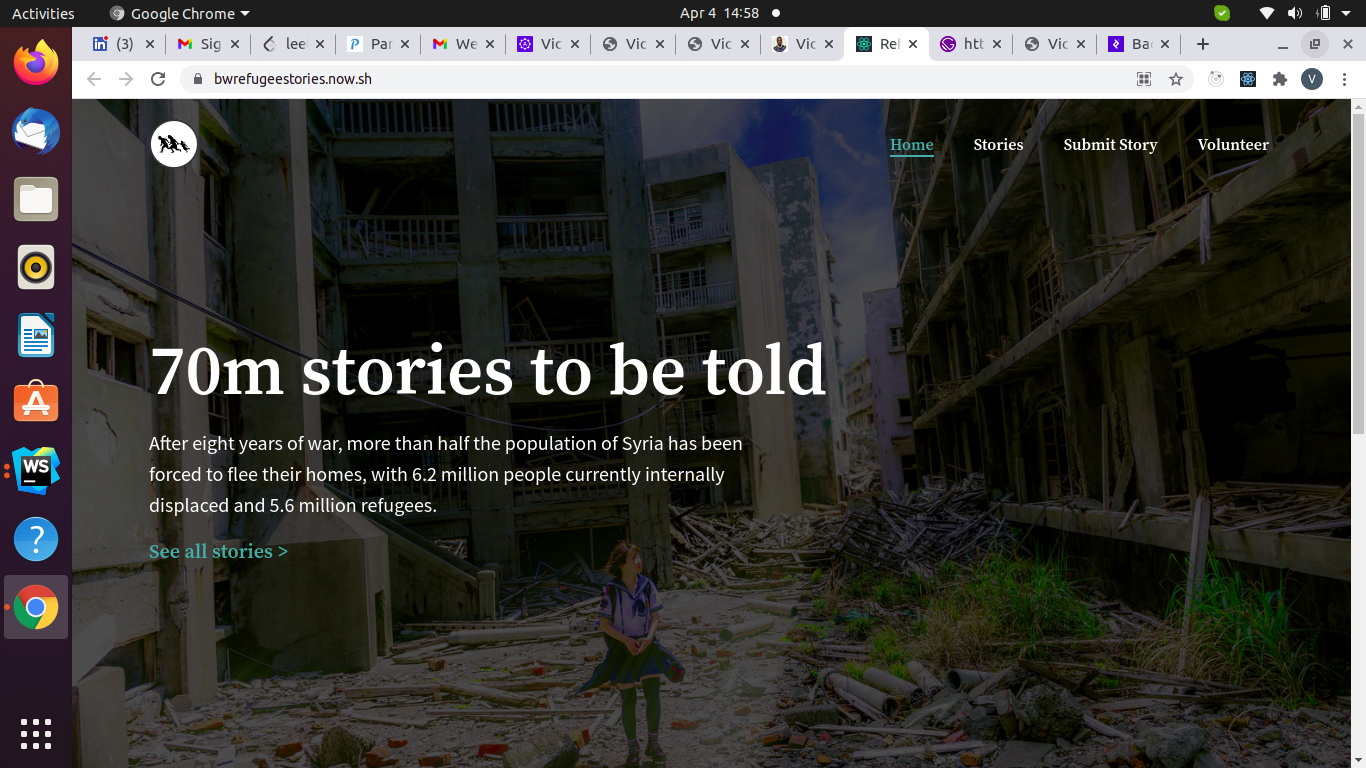 Activities
Google Chrome
Apr 4 14:58
(3)
Sig
lee
Par
We
Vic
Vic
Vic
Vic
Ref
htt
Vic
Bac
bwrefugeestories.now.sh
V
Home
Stories
Submit Story
Volunteer
70m stories to be told
After eight years of war, more than half the population of Syria has been
forced to flee their homes, with 6.2 million people currently internally
displaced and 5.6 million refugees.
See all stories >
WS